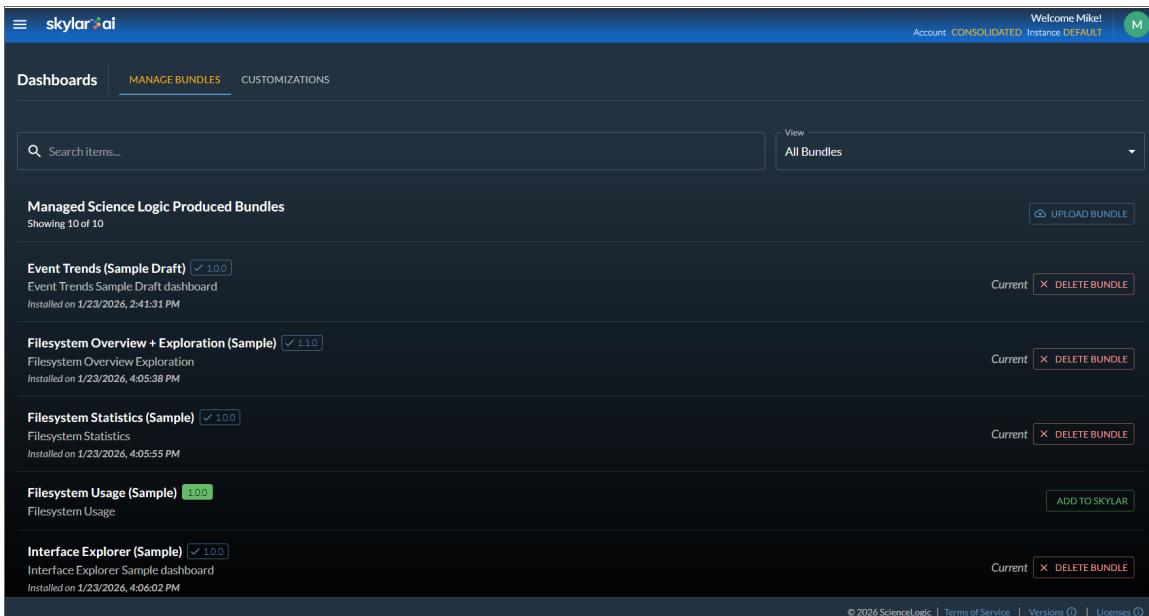 skylar ai
Welcome Mike!
Account CONSOLIDATED Instance DEFAULT
M
Dashboards
MANAGE BUNDLES
CUSTOMIZATIONS
Search items...
View
All Bundles
Managed Science Logic Produced Bundles
Showing 10 of 10
UPLOAD BUNDLE
Event Trends (Sample Draft) 1.0.0
Event Trends Sample Draft dashboard
Installed on 1/23/2026, 2:41:31 PM
Current
DELETE BUNDLE
Filesystem Overview + Exploration (Sample) 1.1.0
Filesystem Overview Exploration
Installed on 1/23/2026, 4:05:38 PM
Current
DELETE BUNDLE
Filesystem Statistics (Sample) 1.0.0
Filesystem Statistics
Installed on 1/23/2026, 4:05:55 PM
Current
DELETE BUNDLE
Filesystem Usage (Sample) 1.0.0
Filesystem Usage
ADD TO SKYLAR
Interface Explorer (Sample) 1.0.0
Interface Explorer Sample dashboard
Installed on 1/23/2026, 4:06:02 PM
Current
DELETE BUNDLE
© 2026 ScienceLogic | Terms of Service | Versions | Licenses